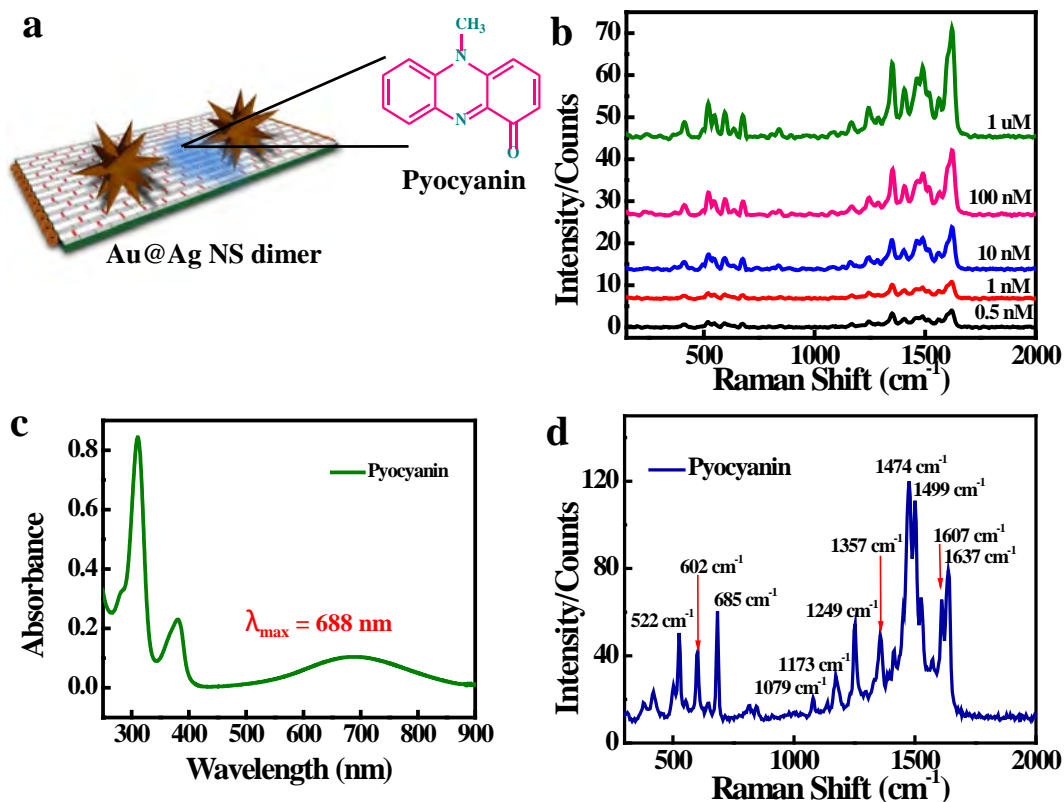 a
CH₃
N
N
O
Pyocyanin
Au@Ag NS dimer
b
70
60
50
40
30
20
10
0
Intensity/Counts
1 uM
100 nM
10 nM
1 nM
0.5 nM
500
1000
1500
2000
Raman Shift (cm⁻¹)
c
0.8
0.6
0.4
0.2
0.0
Absorbance
Pyocyanin
λmax = 688 nm
300
400
500
600
700
800
900
Wavelength (nm)
d
120
80
40
0
Intensity/Counts
Pyocyanin
1474 cm⁻¹
1499 cm⁻¹
1357 cm⁻¹
1607 cm⁻¹
1637 cm⁻¹
602 cm⁻¹
685 cm⁻¹
522 cm⁻¹
1249 cm⁻¹
1173 cm⁻¹
1079 cm⁻¹
500
1000
1500
2000
Raman Shift (cm⁻¹)